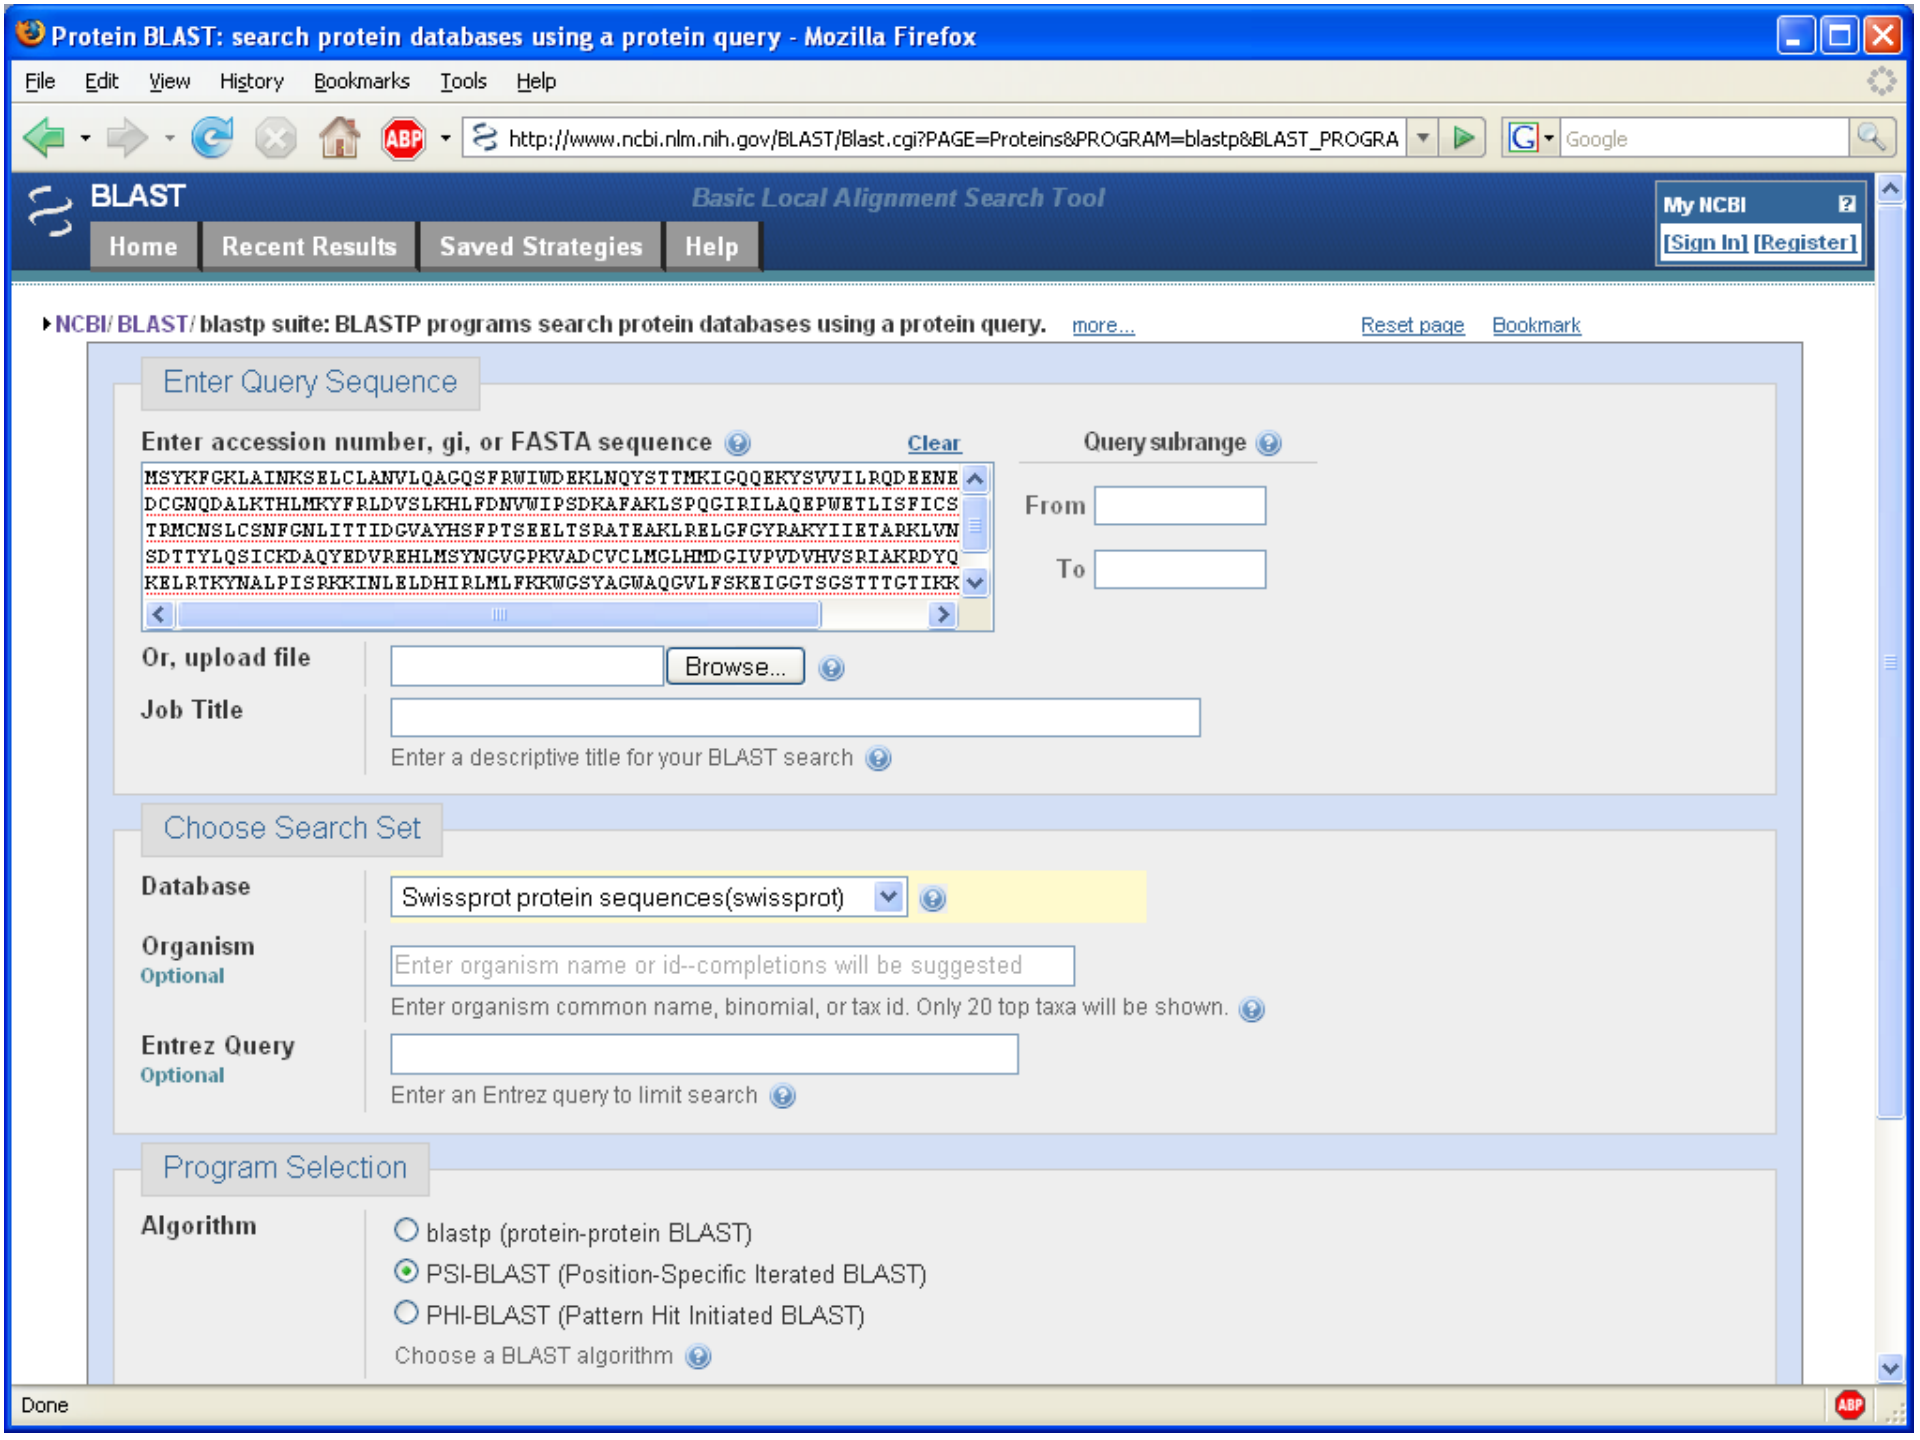 Protein BLAST: search protein databases using a protein query - Mozilla Firefox
File Edit View History Bookmarks Tools Help
ABP http://www.ncbi.nlm.nih.gov/BLAST/Blast.cgi?PAGE=Proteins&PROGRAM=blastp&BLAST_PROGRA G Google
BLAST Basic Local Alignment Search Tool My NCBI ?
Home Recent Results Saved Strategies Help [Sign In] [Register]
NCBI/ BLAST/ blastp suite: BLASTP programs search protein databases using a protein query. more... Reset page Bookmark
Enter Query Sequence
Enter accession number, gi, or FASTA sequence ? Clear Query subrange ?
MSYKFGKLAINKSELCLANVLQAGQSFRWIWDEKLNQYSTTMKIGQQEKYSVVILRQDEENE
DCGNQDALKTHLMKYFRLDVSLKHLFDNVWIPSDKAFAKLSPQGIRILAQEPWETLISFICS
TRMCNSLCSNFGNLITTIDGVAYHSFPTSEELTSRATEAKLRELGFGYRAKYIIETARKLVN
SDTTYLQSICKDAQYEDVREHLMSYNGVGPKVADCVCLMGLHMDGIVPVDVHVSRIAKRDYQ
KELRTKYNALPISRKKINLELDHIRLMLFKKWGSYAGWAQGVLFSKEIGGTSGSTTTGTIKK
From
To
Or, upload file Browse... ?
Job Title
Enter a descriptive title for your BLAST search ?
Choose Search Set
Database Swissprot protein sequences(swissprot) ?
Organism
Optional
Enter organism name or id--completions will be suggested
Enter organism common name, binomial, or tax id. Only 20 top taxa will be shown. ?
Entrez Query
Optional
Enter an Entrez query to limit search ?
Program Selection
Algorithm blastp (protein-protein BLAST)
PSI-BLAST (Position-Specific Iterated BLAST)
PHI-BLAST (Pattern Hit Initiated BLAST)
Choose a BLAST algorithm ?
Done ABP